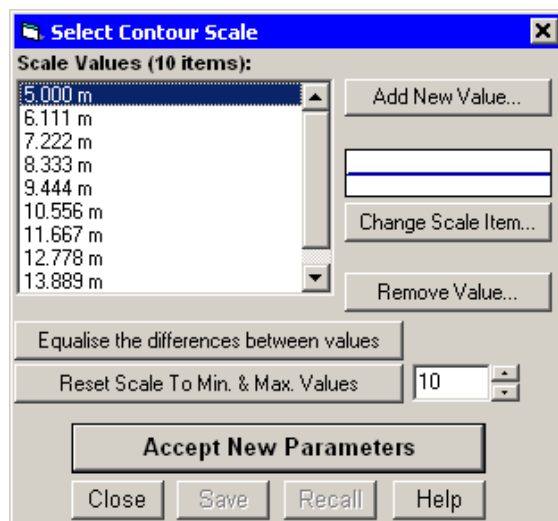 Select Contour Scale
Scale Values (10 items):
5.000 m
6.111 m
7.222 m
8.333 m
9.444 m
10.556 m
11.667 m
12.778 m
13.889 m
Add New Value...
Change Scale Item...
Remove Value...
Equalise the differences between values
Reset Scale To Min. & Max. Values
10
Accept New Parameters
Close
Save
Recall
Help